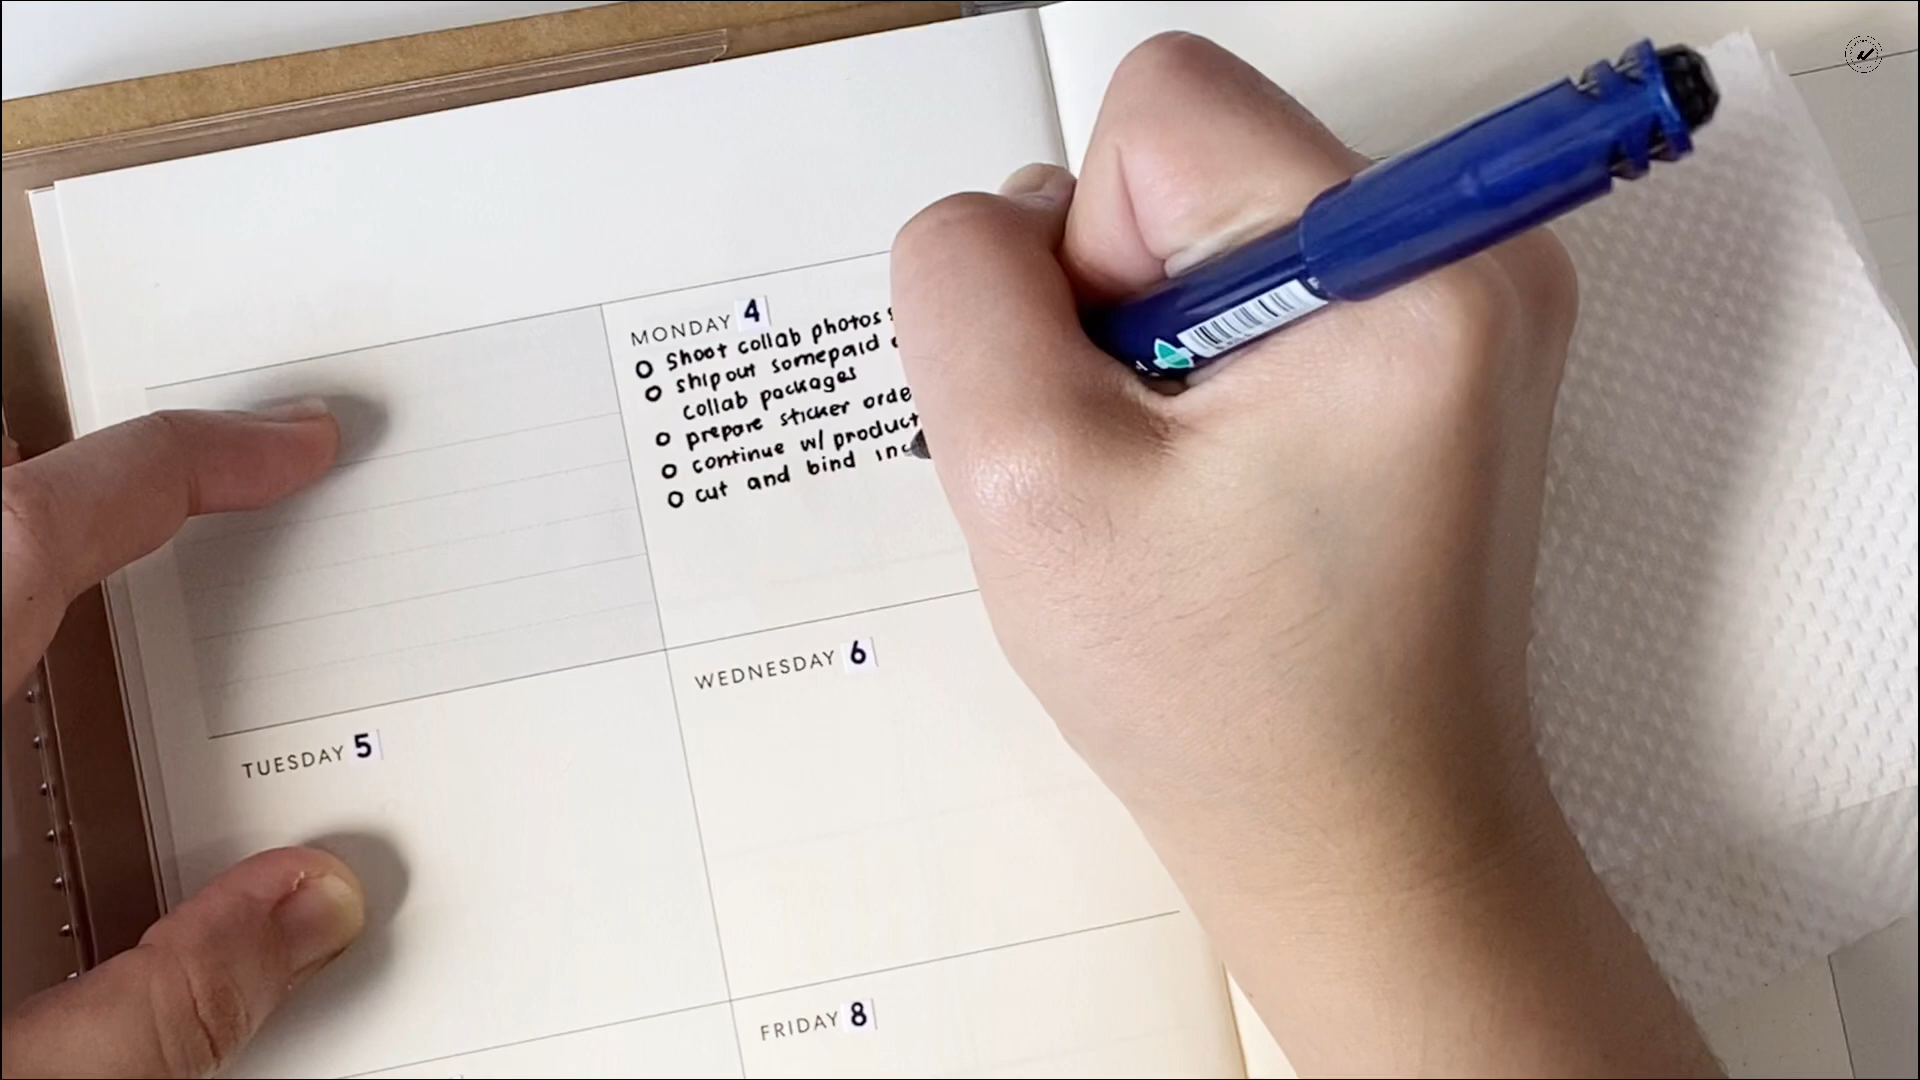 MONDAY 4
O Shoot collab photos
O ship out somepaid
collab packages
O prepare sticker
O continue w/ product
O cut and bind
WEDNESDAY 6
TUESDAY 5
FRIDAY 8